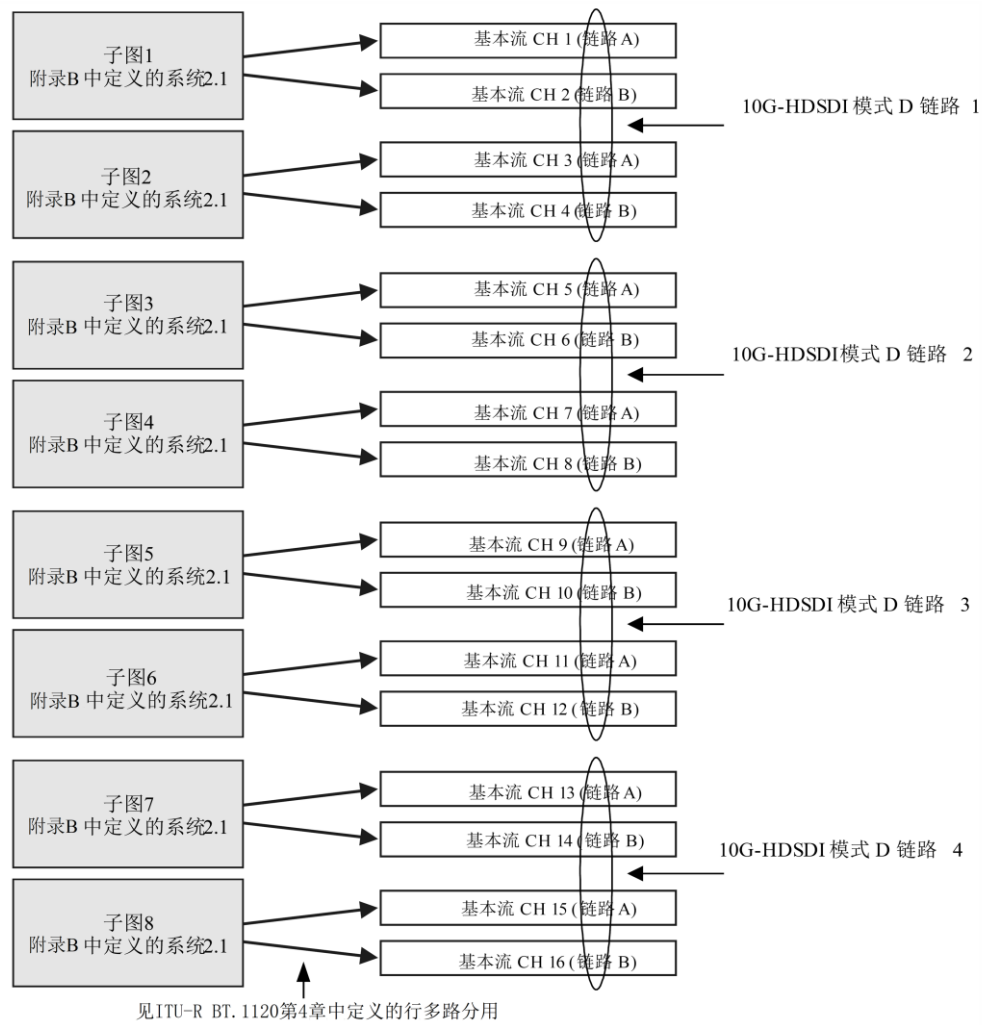 子图1
附录B 中定义的系统2.1
基本流 CH 1 (链路 A)
基本流 CH 2 (链路 B)
10G-HDSDI 模式 D 链路 1
子图2
附录B 中定义的系统2.1
基本流 CH 3 (链路 A)
基本流 CH 4 (链路 B)
子图3
附录B 中定义的系统2.1
基本流 CH 5 (链路 A)
基本流 CH 6 (链路 B)
10G-HDSDI模式 D 链路 2
子图4
附录B 中定义的系统2.1
基本流 CH 7 (链路 A)
基本流 CH 8 (链路 B)
子图5
附录B 中定义的系统2.1
基本流 CH 9 (链路 A)
基本流 CH 10 (链路 B)
10G-HDSDI 模式 D 链路 3
子图6
附录B 中定义的系统2.1
基本流 CH 11 (链路 A)
基本流 CH 12 (链路 B)
子图7
附录B 中定义的系统2.1
基本流 CH 13 (链路 A)
基本流 CH 14 (链路 B)
10G-HDSDI 模式 D 链路 4
子图8
附录B 中定义的系统2.1
基本流 CH 15 (链路 A)
基本流 CH 16 (链路 B)
见ITU-R BT.1120第4章中定义的行多路分用